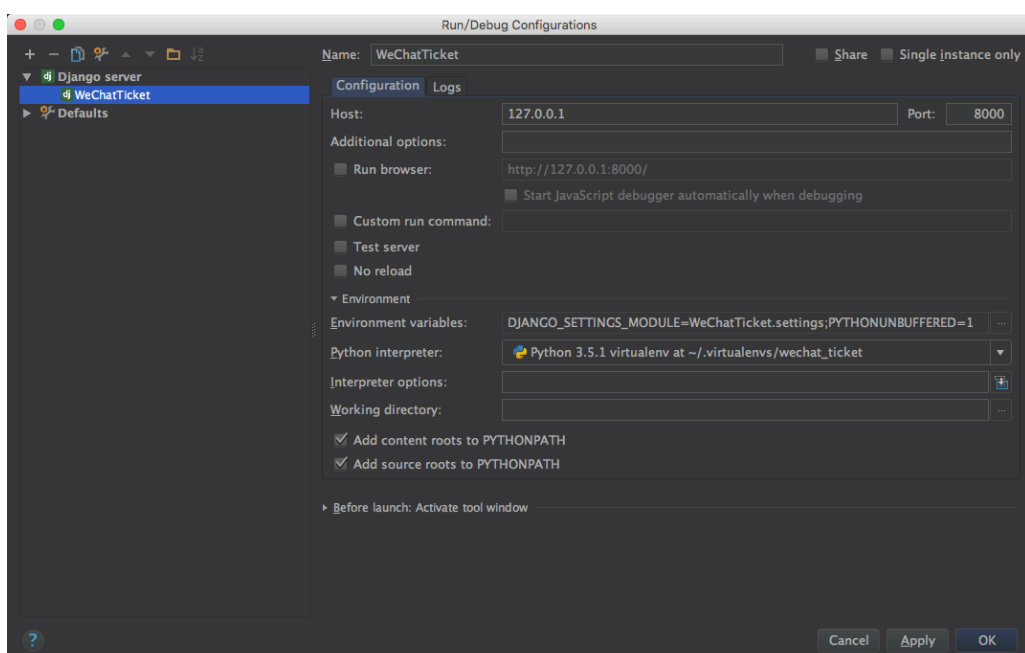 Run/Debug Configurations
Name: WeChatTicket Share Single instance only
Django server
WeChatTicket
Defaults
Configuration Logs
Host: 127.0.0.1 Port: 8000
Additional options:
Run browser: http://127.0.0.1:8000/
Start JavaScript debugger automatically when debugging
Custom run command:
Test server
No reload
Environment
Environment variables: DJANGO_SETTINGS_MODULE=WeChatTicket.settings;PYTHONUNBUFFERED=1 ...
Python interpreter: Python 3.5.1 virtualenv at ~/.virtualenvs/wechat_ticket
Interpreter options:
Working directory: ...
Add content roots to PYTHONPATH
Add source roots to PYTHONPATH
Before launch: Activate tool window
? Cancel Apply OK